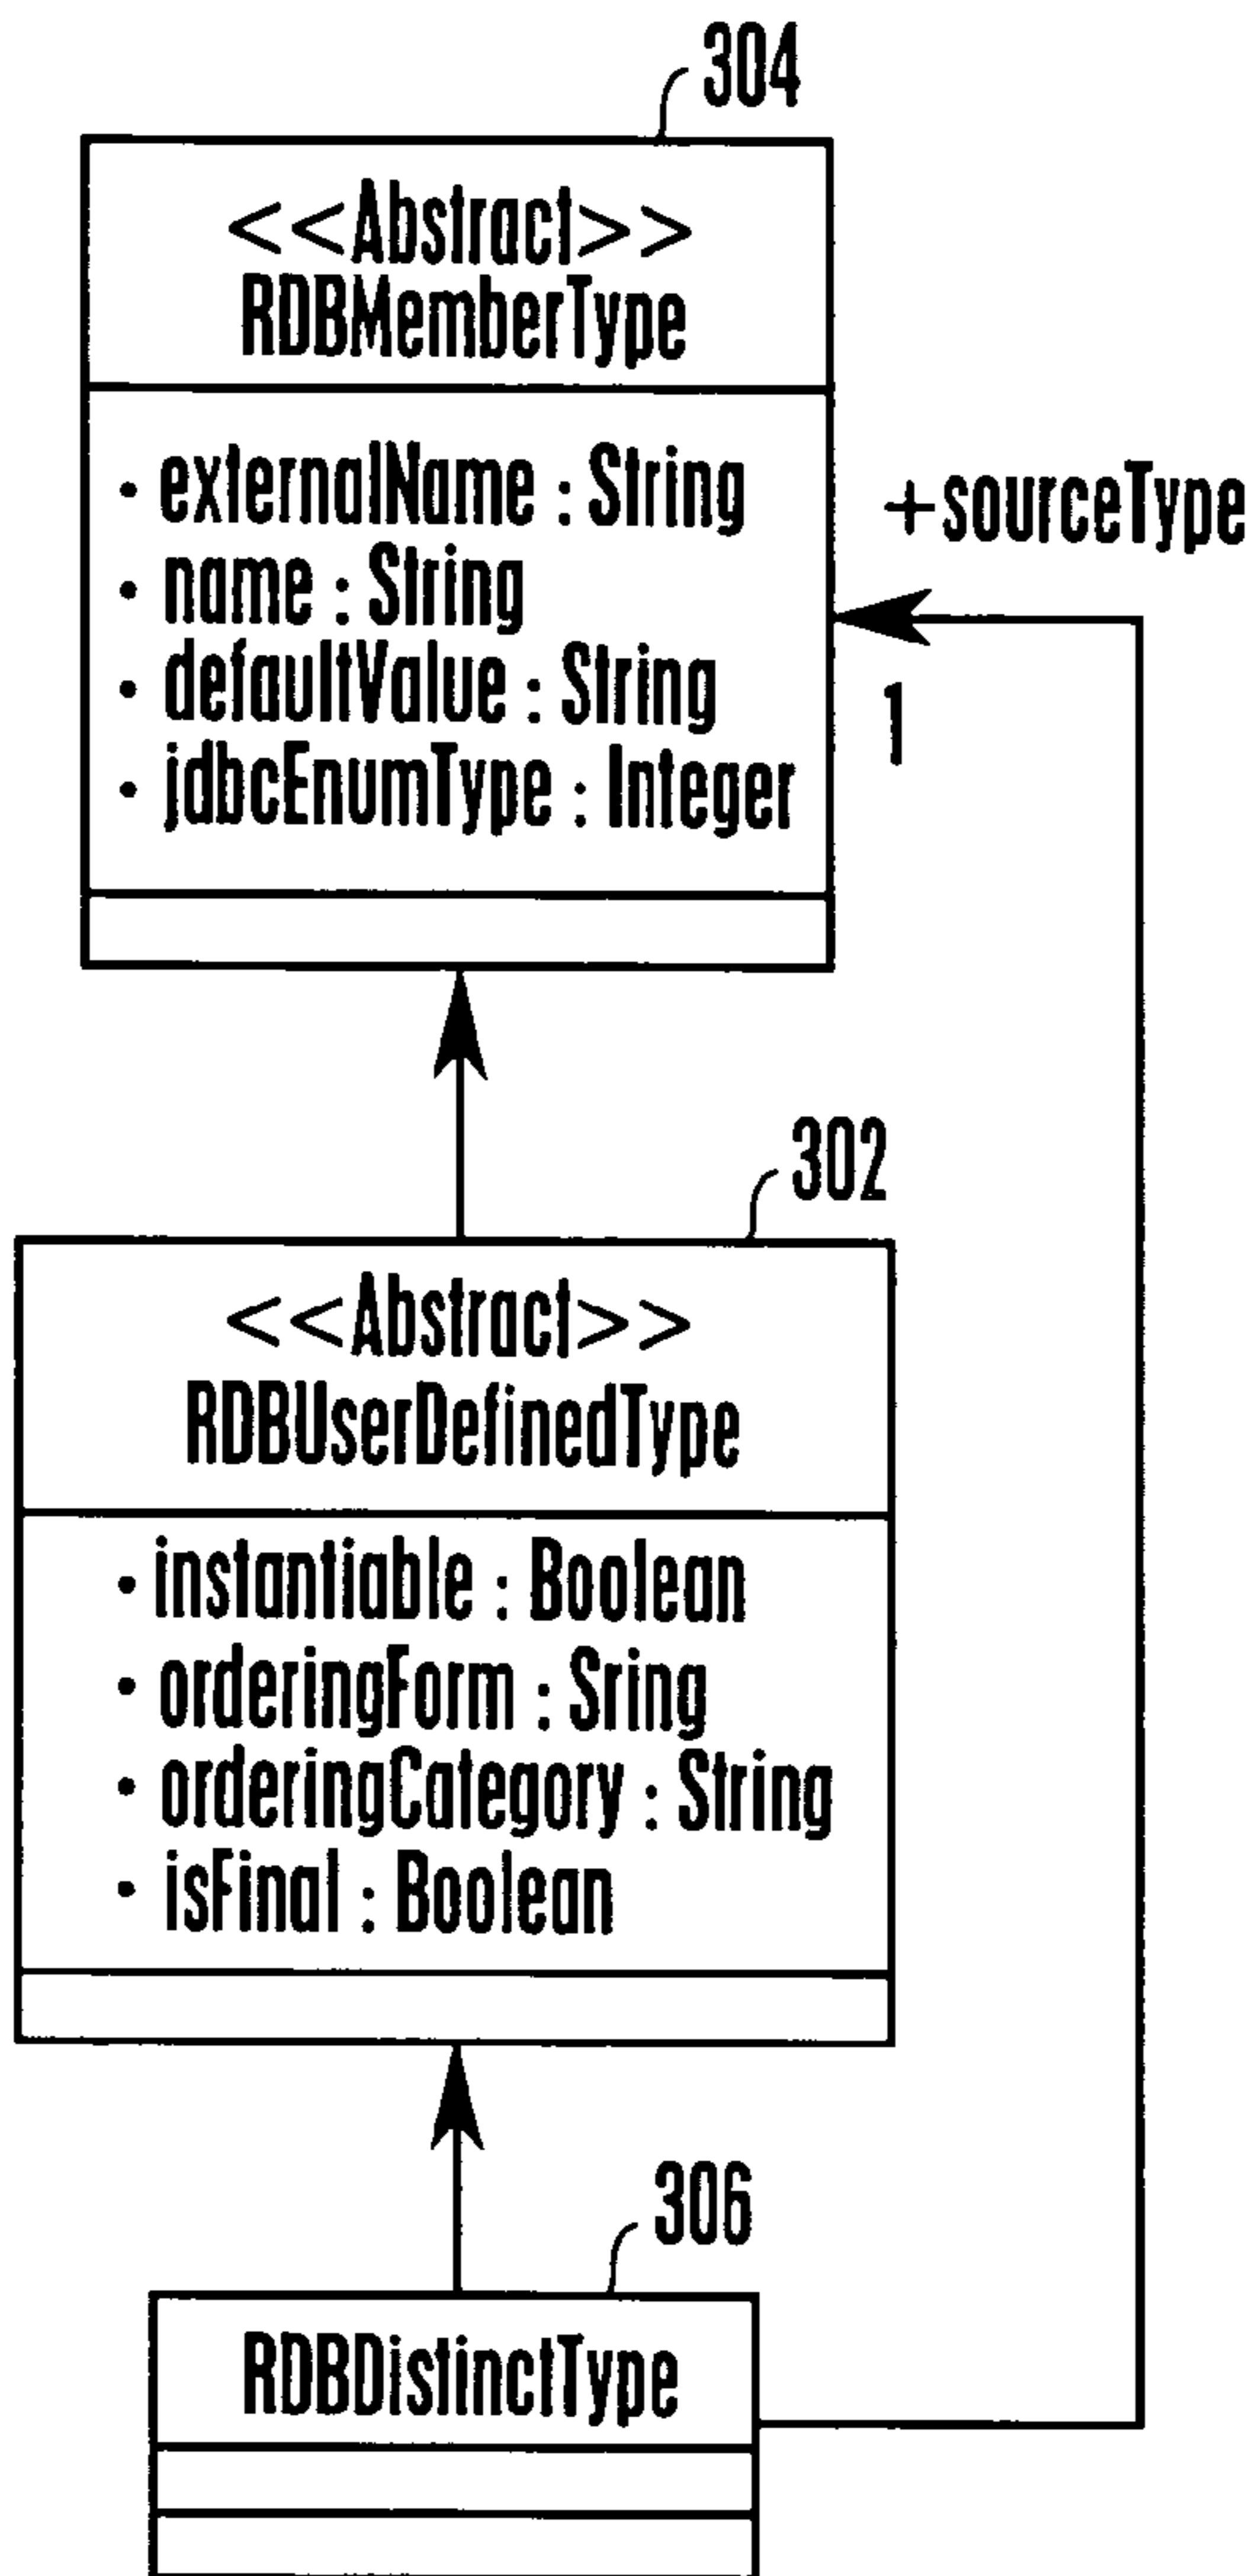 304
<<Abstract>>
RDBMemberType
• externalName : String
• name : String
• defaultValue : String
• jdbcEnumType : Integer
+sourceType
1
302
<<Abstract>>
RDBUserDefinedType
• instantiable : Boolean
• orderingForm : Sring
• orderingCategory : String
• isFinal : Boolean
306
RDBDistinctType